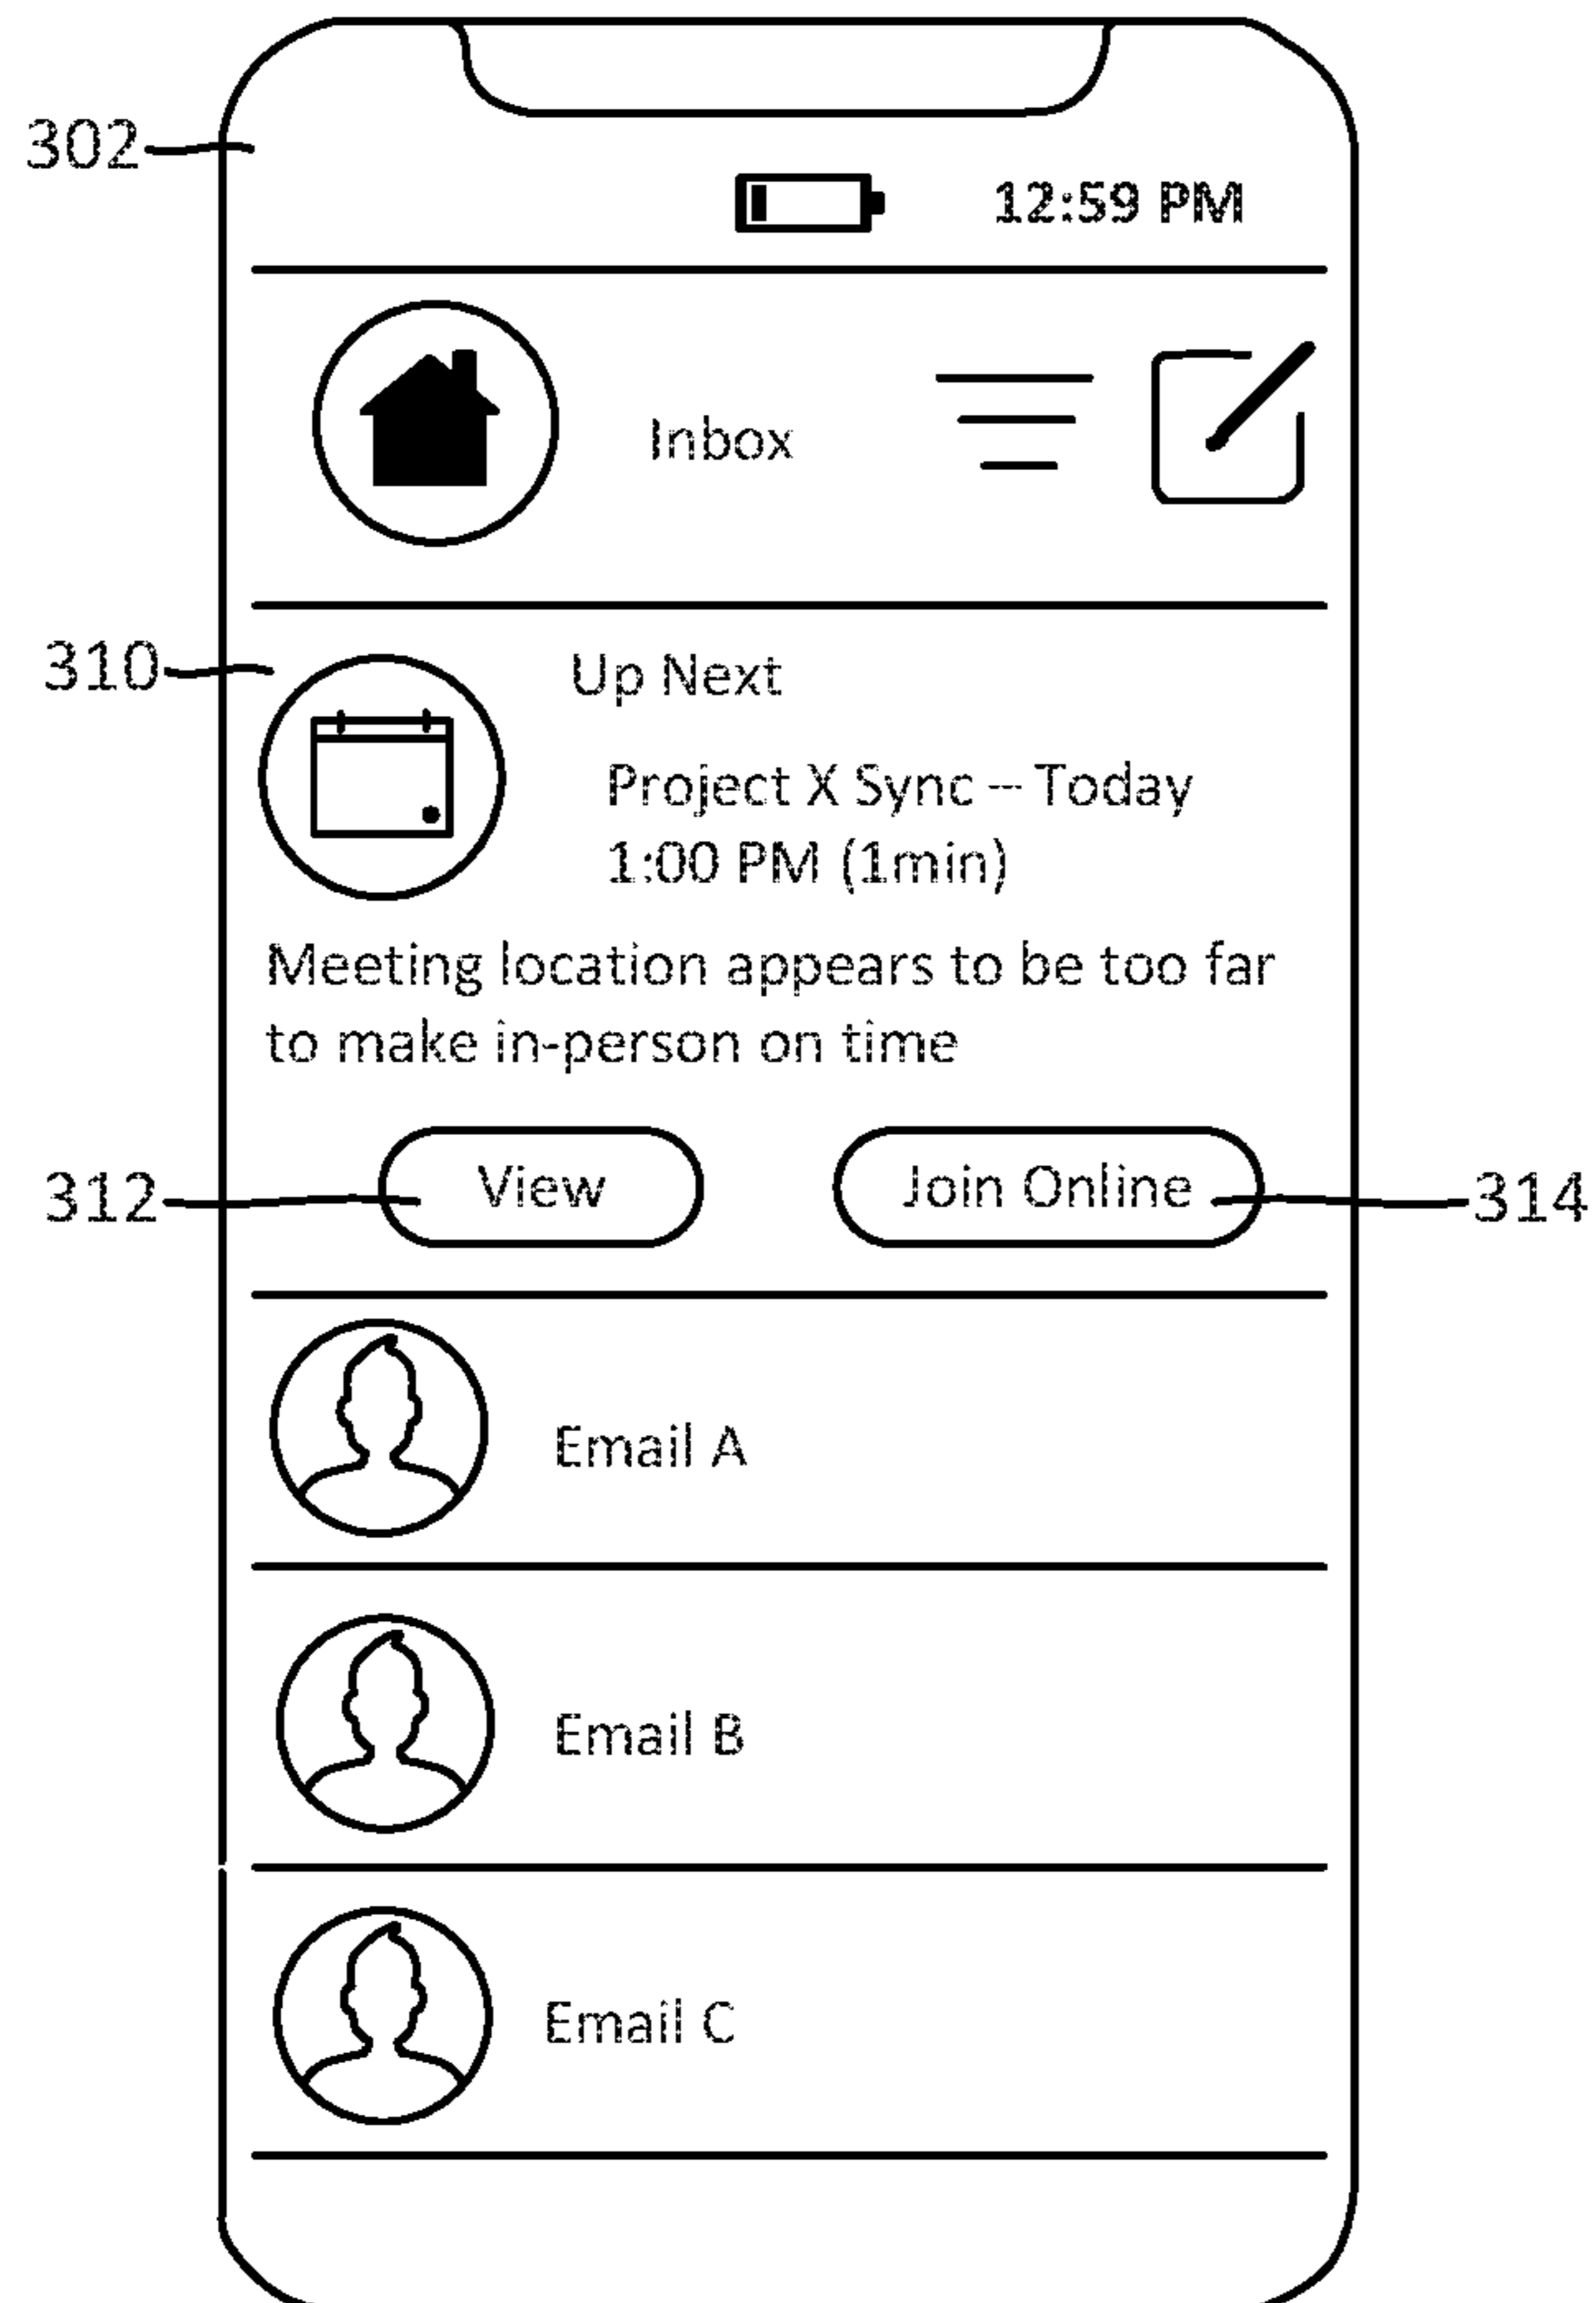 302
12:59 PM
Inbox
310
Up Next
Project X Sync -- Today
1:00 PM (1min)
Meeting location appears to be too far
to make in-person on time
312
View
Join Online
314
Email A
Email B
Email C